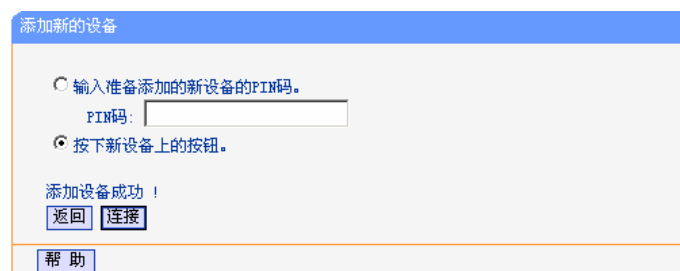 添加新的设备
输入准备添加的新设备的PIN码。
PIN码:
按下新设备上的按钮。
添加设备成功 !
返回 连接
帮 助